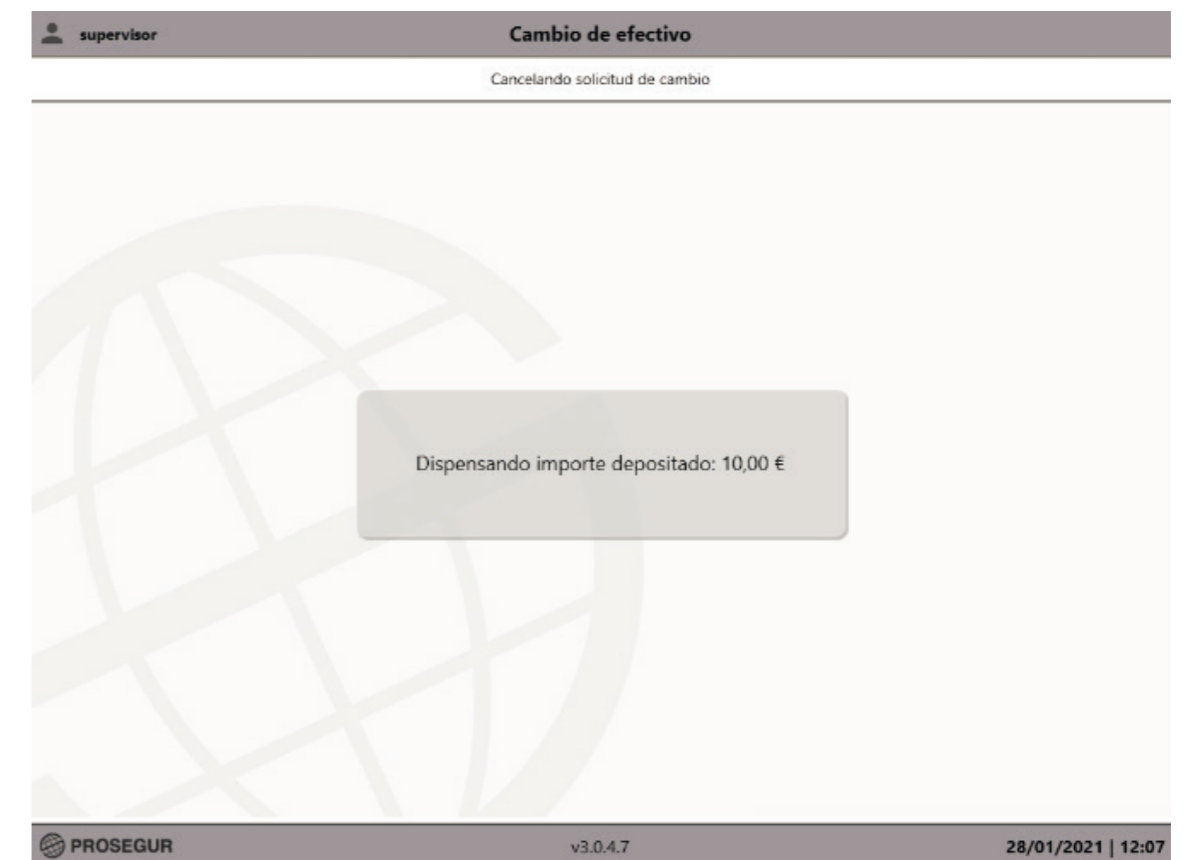 supervisor
Cambio de efectivo
Cancelando solicitud de cambio
Dispensando importe depositado: 10,00 €
PROSEGUR
v3.0.4.7
28/01/2021 | 12:07